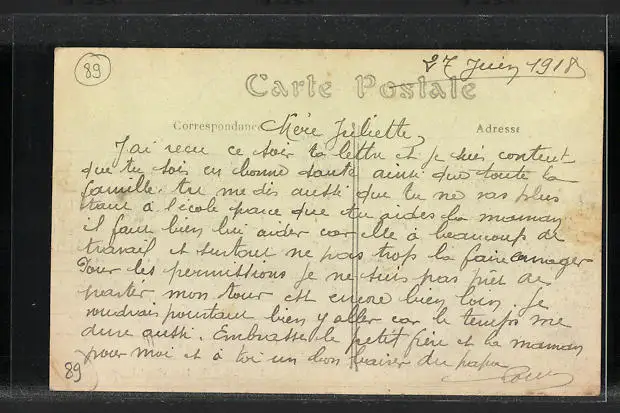 89
27 Juin 1918
Carte Postale
Correspondance
Adresse
Chère Juliette,
J'ai recu ce soir ta lettre et je suis content
que tu sois en bonne santé ainsi que toute la
famille. tu me dis aussi que tu ne vas plus
tant à l'école parce que tu aides la maman
il faut bien lui aider car elle à beaucoup de
travail et surtout ne pas trop la faire enrager
Pour les permissions je ne suis pas prêt de
partir. mon tour est encore bien loin. Je
voudrais pourtant bien y aller car le temps me
dure aussi. Embrasse le petit frère et la maman
pour moi et à toi un bon baiser du papa
89